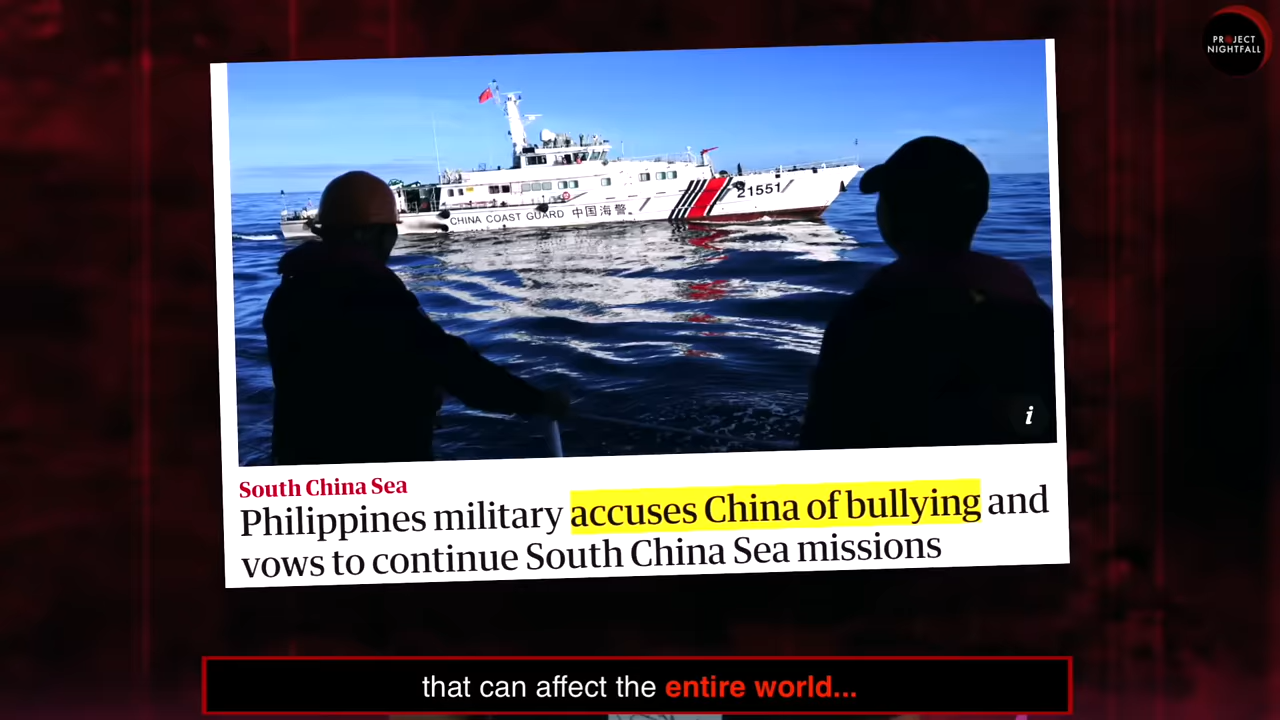 PROJECT
NIGHTFALL
21551
CHINA COAST GUARD 中国海警
i
South China Sea
Philippines military accuses China of bullying and
vows to continue South China Sea missions
that can affect the entire world...